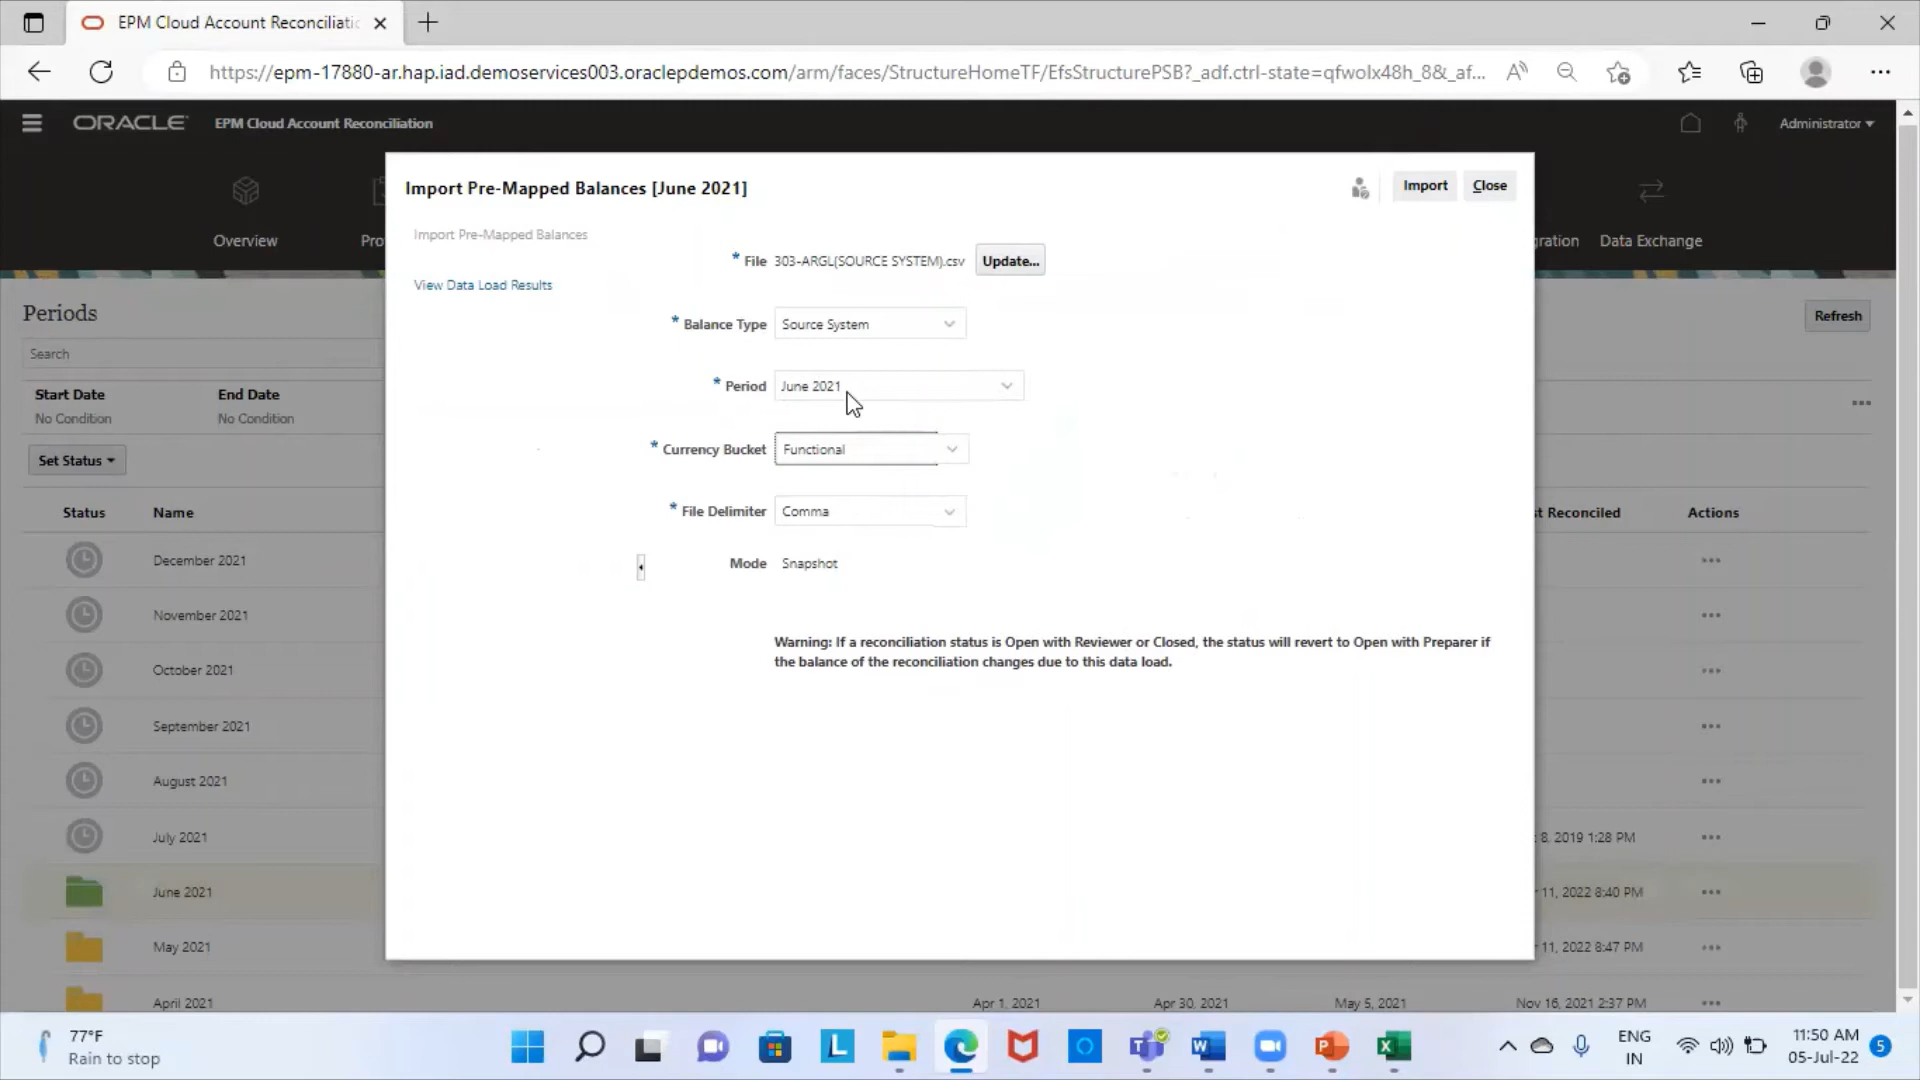 EPM Cloud Account Reconciliatio
https://epm-17880-ar.hap.iad.demoservices003.oraclepdemos.com/arm/faces/StructureHomeTF/EfsStructurePSB?_adf.ctrl-state=qfwolx48h_8&_af...
ORACLE EPM Cloud Account Reconciliation
Administrator
Import Pre-Mapped Balances [June 2021]
Import
Close
Overview
Pro
gration
Data Exchange
Import Pre-Mapped Balances
* File 303-ARGL(SOURCE SYSTEM).csv Update...
View Data Load Results
Periods
Refresh
* Balance Type Source System
Search
* Period June 2021
Start Date End Date
No Condition No Condition
* Currency Bucket Functional
Set Status
* File Delimiter Comma
Status Name
t Reconciled Actions
Mode Snapshot
Warning: If a reconciliation status is Open with Reviewer or Closed, the status will revert to Open with Preparer if
the balance of the reconciliation changes due to this data load.
December 2021
November 2021
October 2021
September 2021
August 2021
July 2021 8, 2019 1:28 PM
June 2021 11, 2022 8:40 PM
May 2021 11, 2022 8:47 PM
April 2021 Apr 1, 2021 Apr 30, 2021 May 5, 2021 Nov 16, 2021 2:37 PM
77°F
Rain to stop
ENG
IN
11:50 AM
05-Jul-22
5